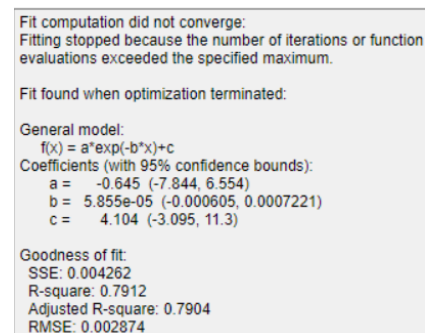 Fit computation did not converge:
Fitting stopped because the number of iterations or function
evaluations exceeded the specified maximum.
Fit found when optimization terminated:
General model:
f(x) = a*exp(-b*x)+c
Coefficients (with 95% confidence bounds):
a = -0.645 (-7.844, 6.554)
b = 5.855e-05 (-0.000605, 0.0007221)
c = 4.104 (-3.095, 11.3)
Goodness of fit:
SSE: 0.004262
R-square: 0.7912
Adjusted R-square: 0.7904
RMSE: 0.002874